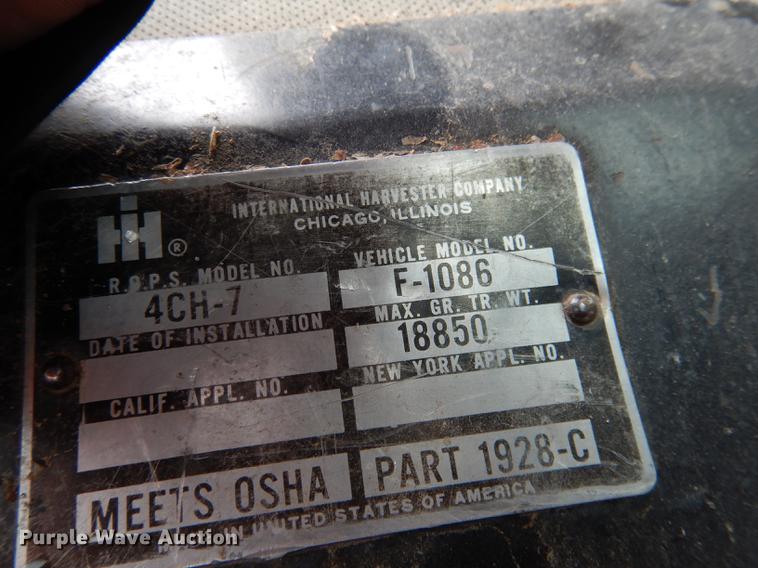 IH ®
INTERNATIONAL HARVESTER COMPANY
CHICAGO, ILLINOIS
R.O.P.S. MODEL NO.
4CH-7
VEHICLE MODEL NO.
F-1086
DATE OF INSTALLATION
MAX. GR. TR. WT.
18850
CALIF. APPL. NO.
NEW YORK APPL. NO.
MEETS OSHA
PART 1928-C
IN UNITED STATES OF AMERICA
Purple Wave Auction